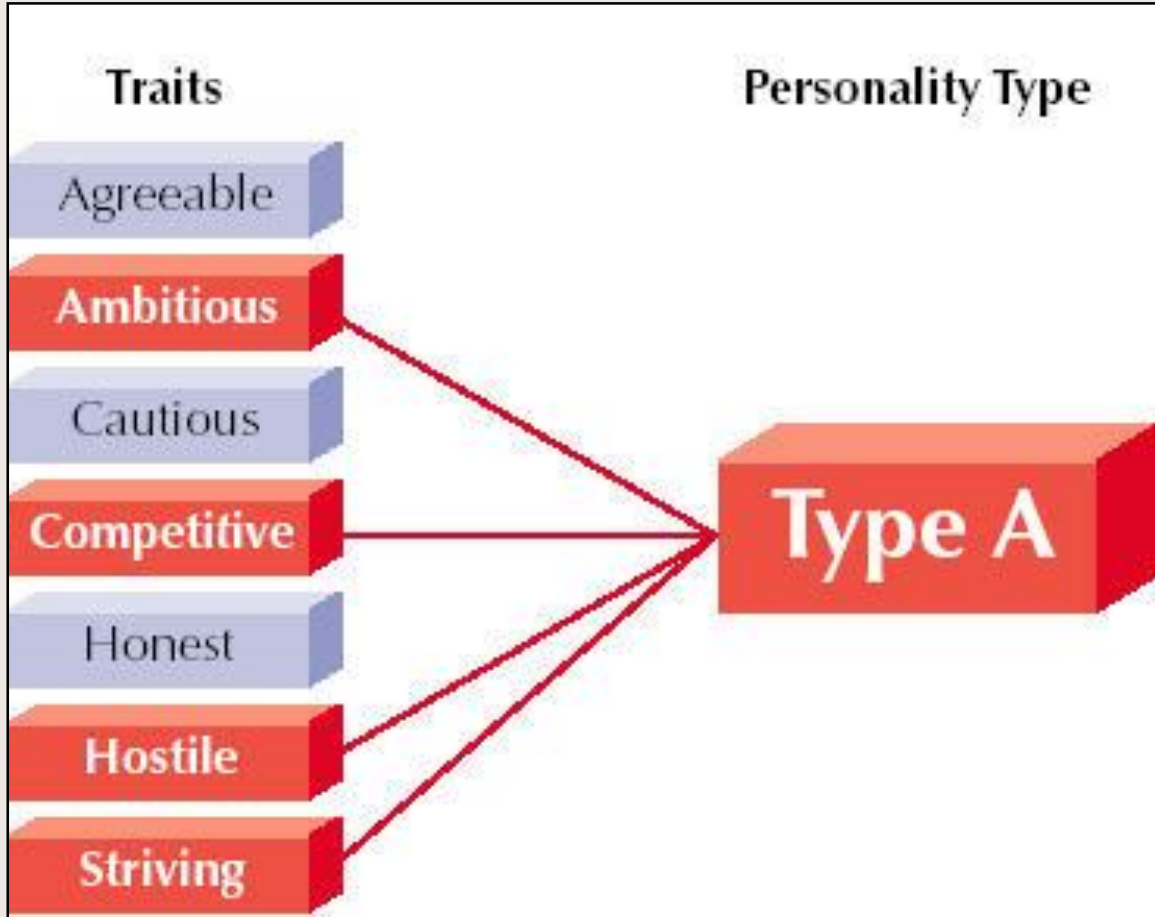 Traits
Personality Type
Agreeable
Ambitious
Cautious
Competitive
Type A
Honest
Hostile
Striving